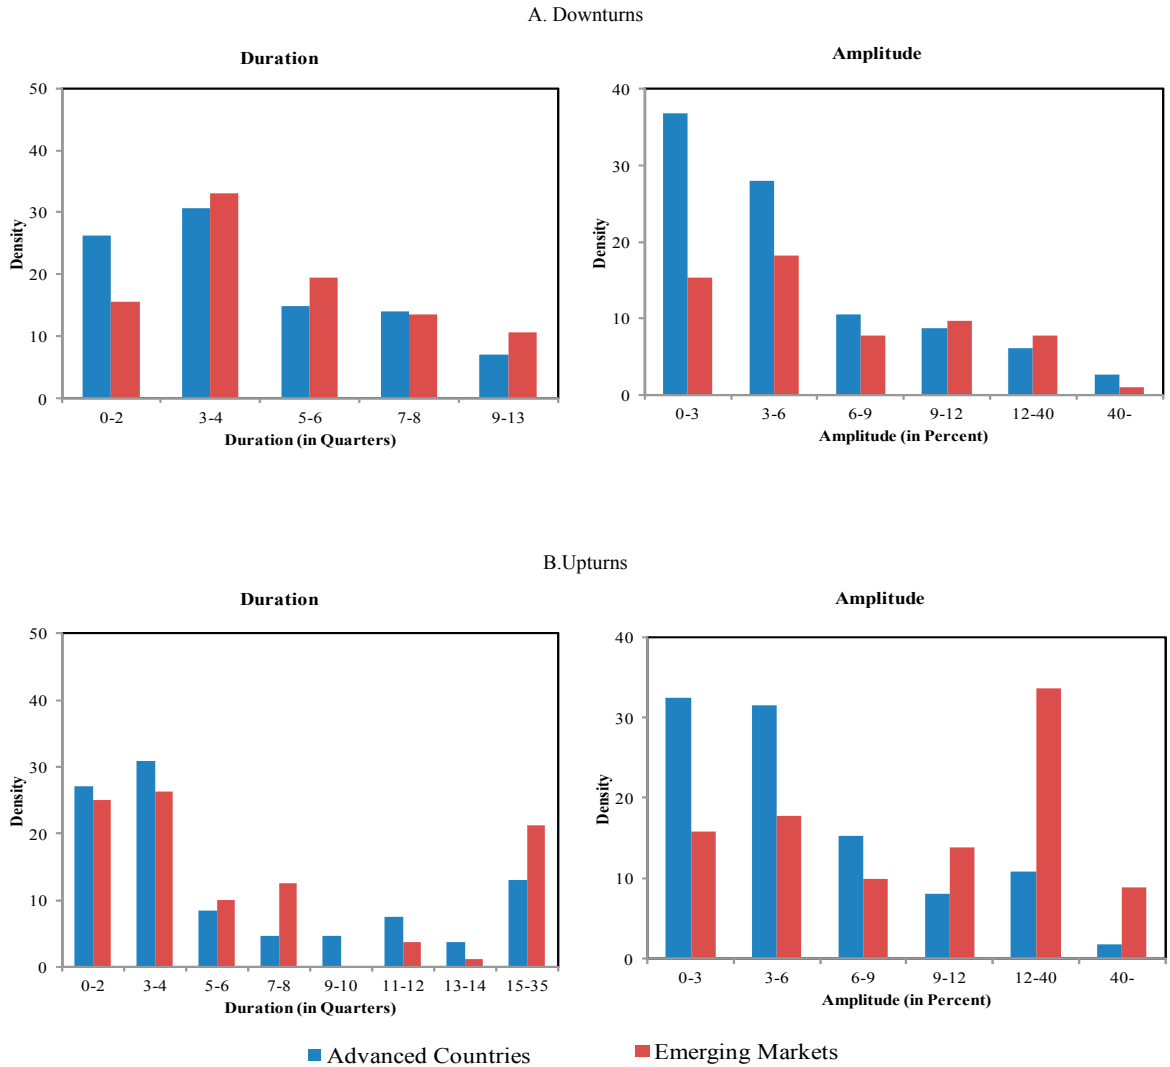 A. Downturns
Duration
50
40
30
20
10
0
Density
0-2 3-4 5-6 7-8 9-13
Duration (in Quarters)
Amplitude
40
30
20
10
0
Density
0-3 3-6 6-9 9-12 12-40 40-
Amplitude (in Percent)
B.Upturns
Duration
50
40
30
20
10
0
Density
0-2 3-4 5-6 7-8 9-10 11-12 13-14 15-35
Duration (in Quarters)
Amplitude
40
30
20
10
0
Density
0-3 3-6 6-9 9-12 12-40 40-
Amplitude (in Percent)
Advanced Countries
Emerging Markets